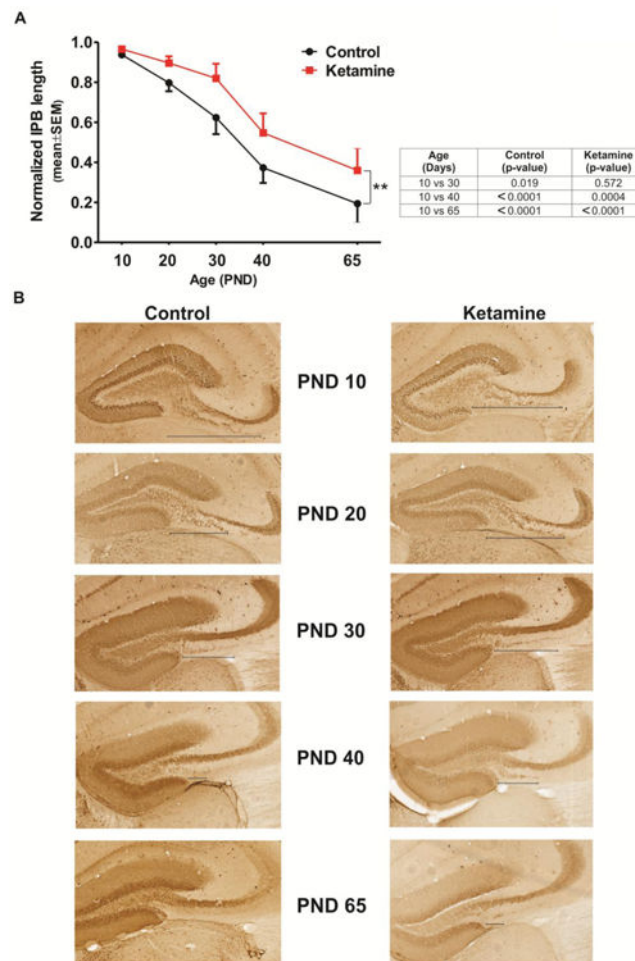 A
Normalized IPB length
(mean±SEM)
1.0
0.8
0.6
0.4
0.2
0.0
Control
Ketamine
**
10 20 30 40 65
Age (PND)
Age (Days) Control (p-value) Ketamine (p-value)
10 vs 30 0.019 0.572
10 vs 40 <0.0001 0.0004
10 vs 65 <0.0001 <0.0001
B
Control Ketamine
PND 10
PND 20
PND 30
PND 40
PND 65